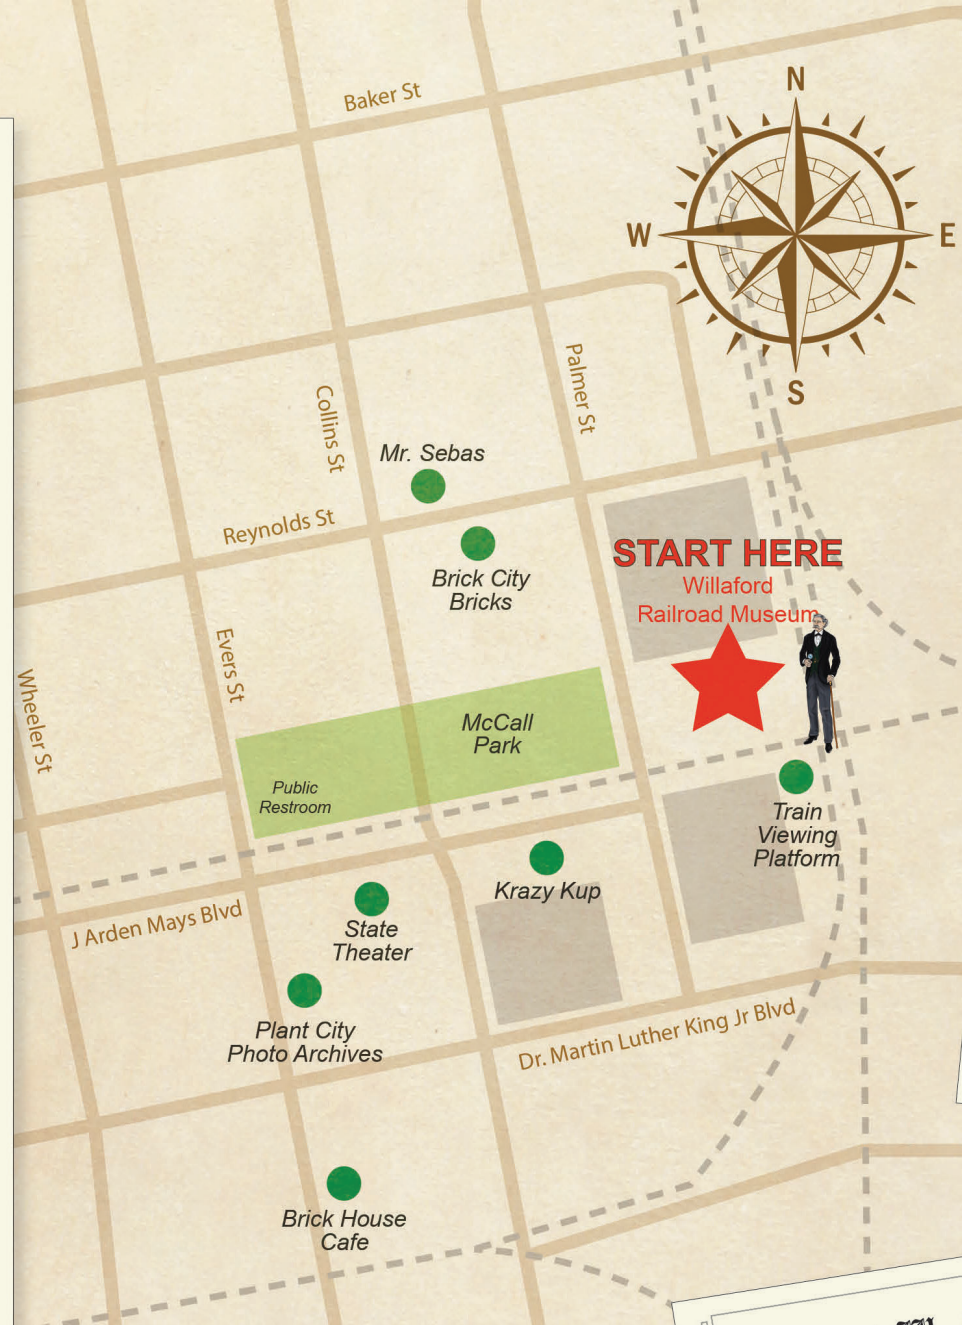 N
Baker St
W
E
S
Palmer St
Collins St
Mr. Sebas
Reynolds St
START HERE
Willaford
Railroad Museum
Brick City
Bricks
Evers St
Wheeler St
McCall
Park
Public
Restroom
Train
Viewing
Platform
Krazy Kup
J Arden Mays Blvd
State
Theater
Plant City
Photo Archives
Dr. Martin Luther King Jr Blvd
Brick House
Cafe